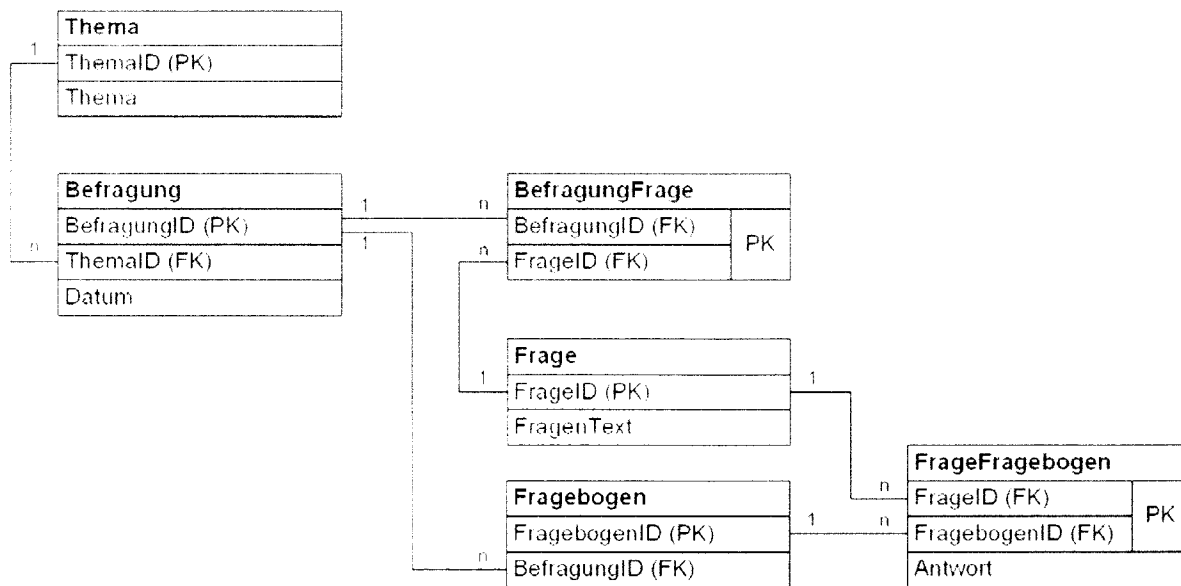 Thema
1
ThemaID (PK)
Thema
Befragung
BefragungID (PK)
n
ThemaID (FK)
Datum
1
n
1
BefragungFrage
BefragungID (FK)
n
FrageID (FK)
PK
Frage
1
FrageID (PK)
1
FragenText
Fragebogen
FragebogenID (PK)
1
n
BefragungID (FK)
FrageFragebogen
n
FrageID (FK)
n
FragebogenID (FK)
PK
Antwort